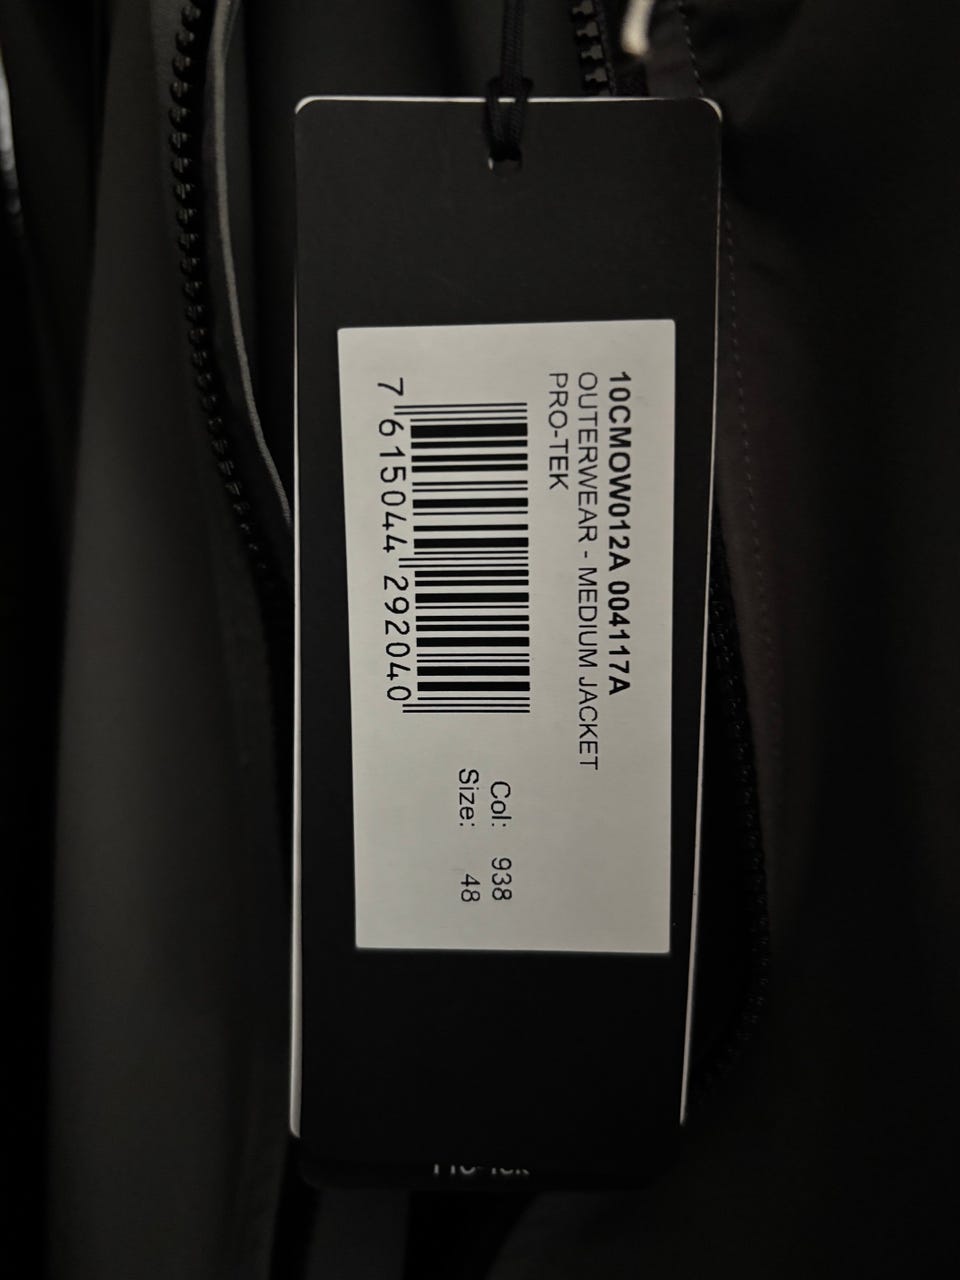 10CMOW012A 004117A
OUTERWEAR - MEDIUM JACKET
PRO-TEK
7 615044 292040
Col: 938
Size: 48